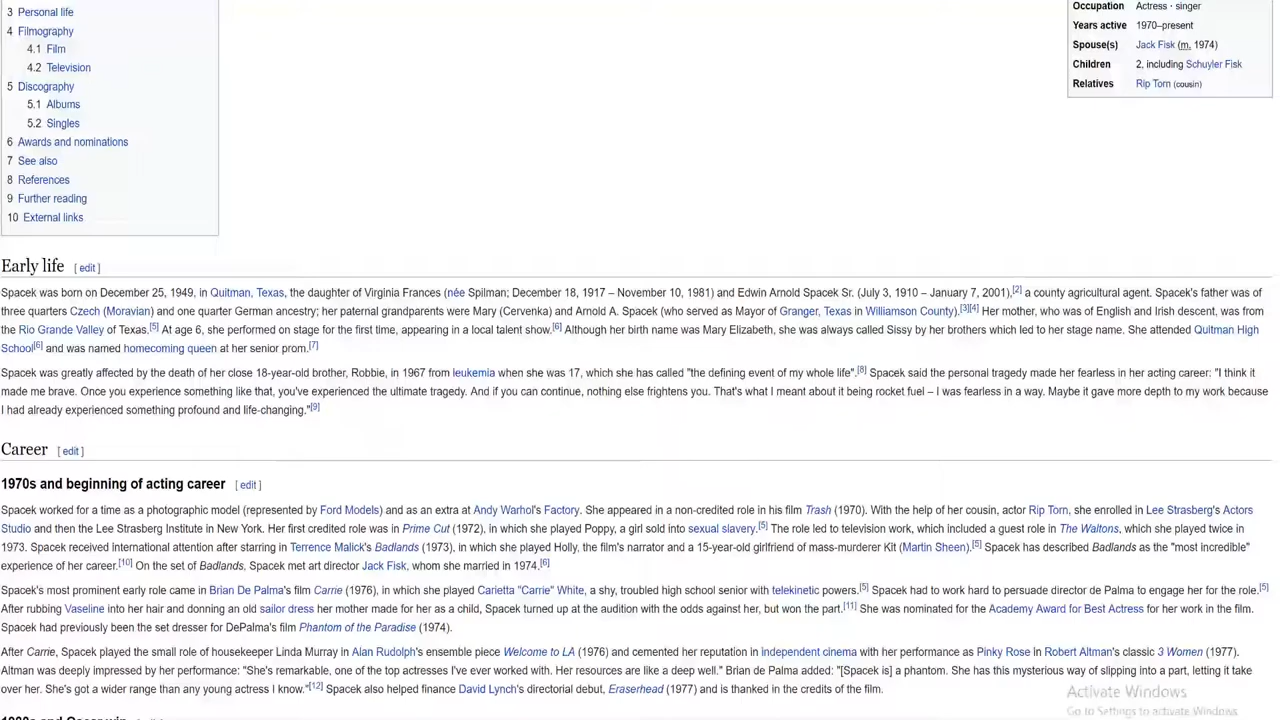 3 Personal life
4 Filmography
4.1 Film
4.2 Television
5 Discography
5.1 Albums
5.2 Singles
6 Awards and nominations
7 See also
8 References
9 Further reading
10 External links
Occupation Actress · singer
Years active 1970–present
Spouse(s) Jack Fisk (m. 1974)
Children 2, including Schuyler Fisk
Relatives Rip Torn (cousin)
Early life [ edit ]
Spacek was born on December 25, 1949, in Quitman, Texas, the daughter of Virginia Frances (née Spilman; December 18, 1917 – November 10, 1981) and Edwin Arnold Spacek Sr. (July 3, 1910 – January 7, 2001),[2] a county agricultural agent. Spacek's father was of
three quarters Czech (Moravian) and one quarter German ancestry; her paternal grandparents were Mary (Cervenka) and Arnold A. Spacek (who served as Mayor of Granger, Texas in Williamson County).[3][4] Her mother, who was of English and Irish descent, was from
the Rio Grande Valley of Texas.[5] At age 6, she performed on stage for the first time, appearing in a local talent show.[6] Although her birth name was Mary Elizabeth, she was always called Sissy by her brothers which led to her stage name. She attended Quitman High
School[6] and was named homecoming queen at her senior prom.[7]
Spacek was greatly affected by the death of her close 18-year-old brother, Robbie, in 1967 from leukemia when she was 17, which she has called "the defining event of my whole life".[8] Spacek said the personal tragedy made her fearless in her acting career: "I think it
made me brave. Once you experience something like that, you've experienced the ultimate tragedy. And if you can continue, nothing else frightens you. That's what I meant about it being rocket fuel – I was fearless in a way. Maybe it gave more depth to my work because
I had already experienced something profound and life-changing."[9]
Career [ edit ]
1970s and beginning of acting career [ edit ]
Spacek worked for a time as a photographic model (represented by Ford Models) and as an extra at Andy Warhol's Factory. She appeared in a non-credited role in his film Trash (1970). With the help of her cousin, actor Rip Torn, she enrolled in Lee Strasberg's Actors
Studio and then the Lee Strasberg Institute in New York. Her first credited role was in Prime Cut (1972), in which she played Poppy, a girl sold into sexual slavery.[5] The role led to television work, which included a guest role in The Waltons, which she played twice in
1973. Spacek received international attention after starring in Terrence Malick's Badlands (1973), in which she played Holly, the film's narrator and a 15-year-old girlfriend of mass-murderer Kit (Martin Sheen).[5] Spacek has described Badlands as the "most incredible"
experience of her career.[10] On the set of Badlands, Spacek met art director Jack Fisk, whom she married in 1974.[6]
Spacek's most prominent early role came in Brian De Palma's film Carrie (1976), in which she played Carietta "Carrie" White, a shy, troubled high school senior with telekinetic powers.[5] Spacek had to work hard to persuade director de Palma to engage her for the role.[5]
After rubbing Vaseline into her hair and donning an old sailor dress her mother made for her as a child, Spacek turned up at the audition with the odds against her, but won the part.[11] She was nominated for the Academy Award for Best Actress for her work in the film.
Spacek had previously been the set dresser for DePalma's film Phantom of the Paradise (1974).
After Carrie, Spacek played the small role of housekeeper Linda Murray in Alan Rudolph's ensemble piece Welcome to LA (1976) and cemented her reputation in independent cinema with her performance as Pinky Rose in Robert Altman's classic 3 Women (1977).
Altman was deeply impressed by her performance: "She's remarkable, one of the top actresses I've ever worked with. Her resources are like a deep well." Brian de Palma added: "[Spacek is] a phantom. She has this mysterious way of slipping into a part, letting it take
over her. She's got a wider range than any young actress I know."[12] Spacek also helped finance David Lynch's directorial debut, Eraserhead (1977) and is thanked in the credits of the film.
Activate Windows
Go to Settings to activate Windows.